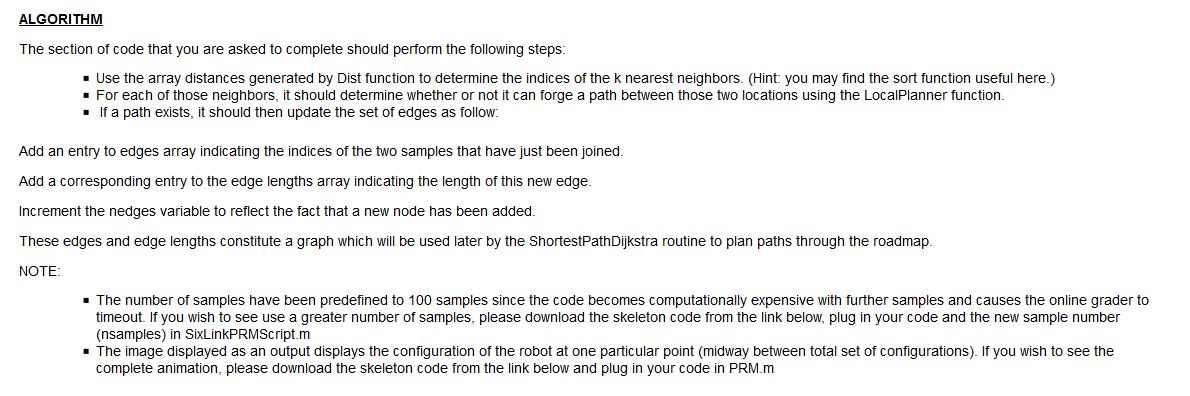 ALGORITHM
The section of code that you are asked to complete should perform the following steps:
▪ Use the array distances generated by Dist function to determine the indices of the k nearest neighbors. (Hint: you may find the sort function useful here.)
▪ For each of those neighbors, it should determine whether or not it can forge a path between those two locations using the LocalPlanner function.
▪ If a path exists, it should then update the set of edges as follow:
Add an entry to edges array indicating the indices of the two samples that have just been joined.
Add a corresponding entry to the edge lengths array indicating the length of this new edge.
Increment the nedges variable to reflect the fact that a new node has been added.
These edges and edge lengths constitute a graph which will be used later by the ShortestPathDijkstra routine to plan paths through the roadmap.
NOTE:
▪ The number of samples have been predefined to 100 samples since the code becomes computationally expensive with further samples and causes the online grader to
timeout. If you wish to see use a greater number of samples, please download the skeleton code from the link below, plug in your code and the new sample number
(nsamples) in SixLinkPRMScript.m
▪ The image displayed as an output displays the configuration of the robot at one particular point (midway between total set of configurations). If you wish to see the
complete animation, please download the skeleton code from the link below and plug in your code in PRM.m